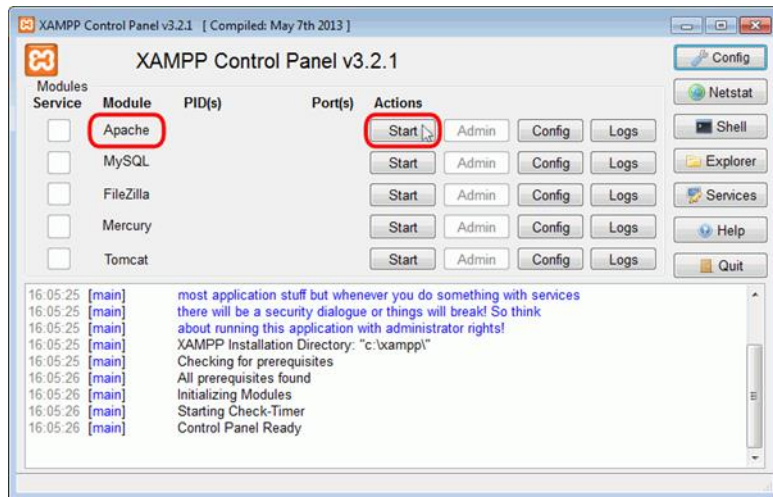 XAMPP Control Panel v3.2.1 [ Compiled: May 7th 2013 ]
XAMPP Control Panel v3.2.1
Config
Modules
Service Module PID(s) Port(s) Actions
Netstat
Apache Start Admin Config Logs
Shell
MySQL Start Admin Config Logs
Explorer
FileZilla Start Admin Config Logs
Services
Mercury Start Admin Config Logs
Help
Tomcat Start Admin Config Logs
Quit
16:05:25 [main] most application stuff but whenever you do something with services
16:05:25 [main] there will be a security dialogue or things will break! So think
16:05:25 [main] about running this application with administrator rights!
16:05:25 [main] XAMPP Installation Directory: "c:\xampp\"
16:05:25 [main] Checking for prerequisites
16:05:26 [main] All prerequisites found
16:05:26 [main] Initializing Modules
16:05:26 [main] Starting Check-Timer
16:05:26 [main] Control Panel Ready